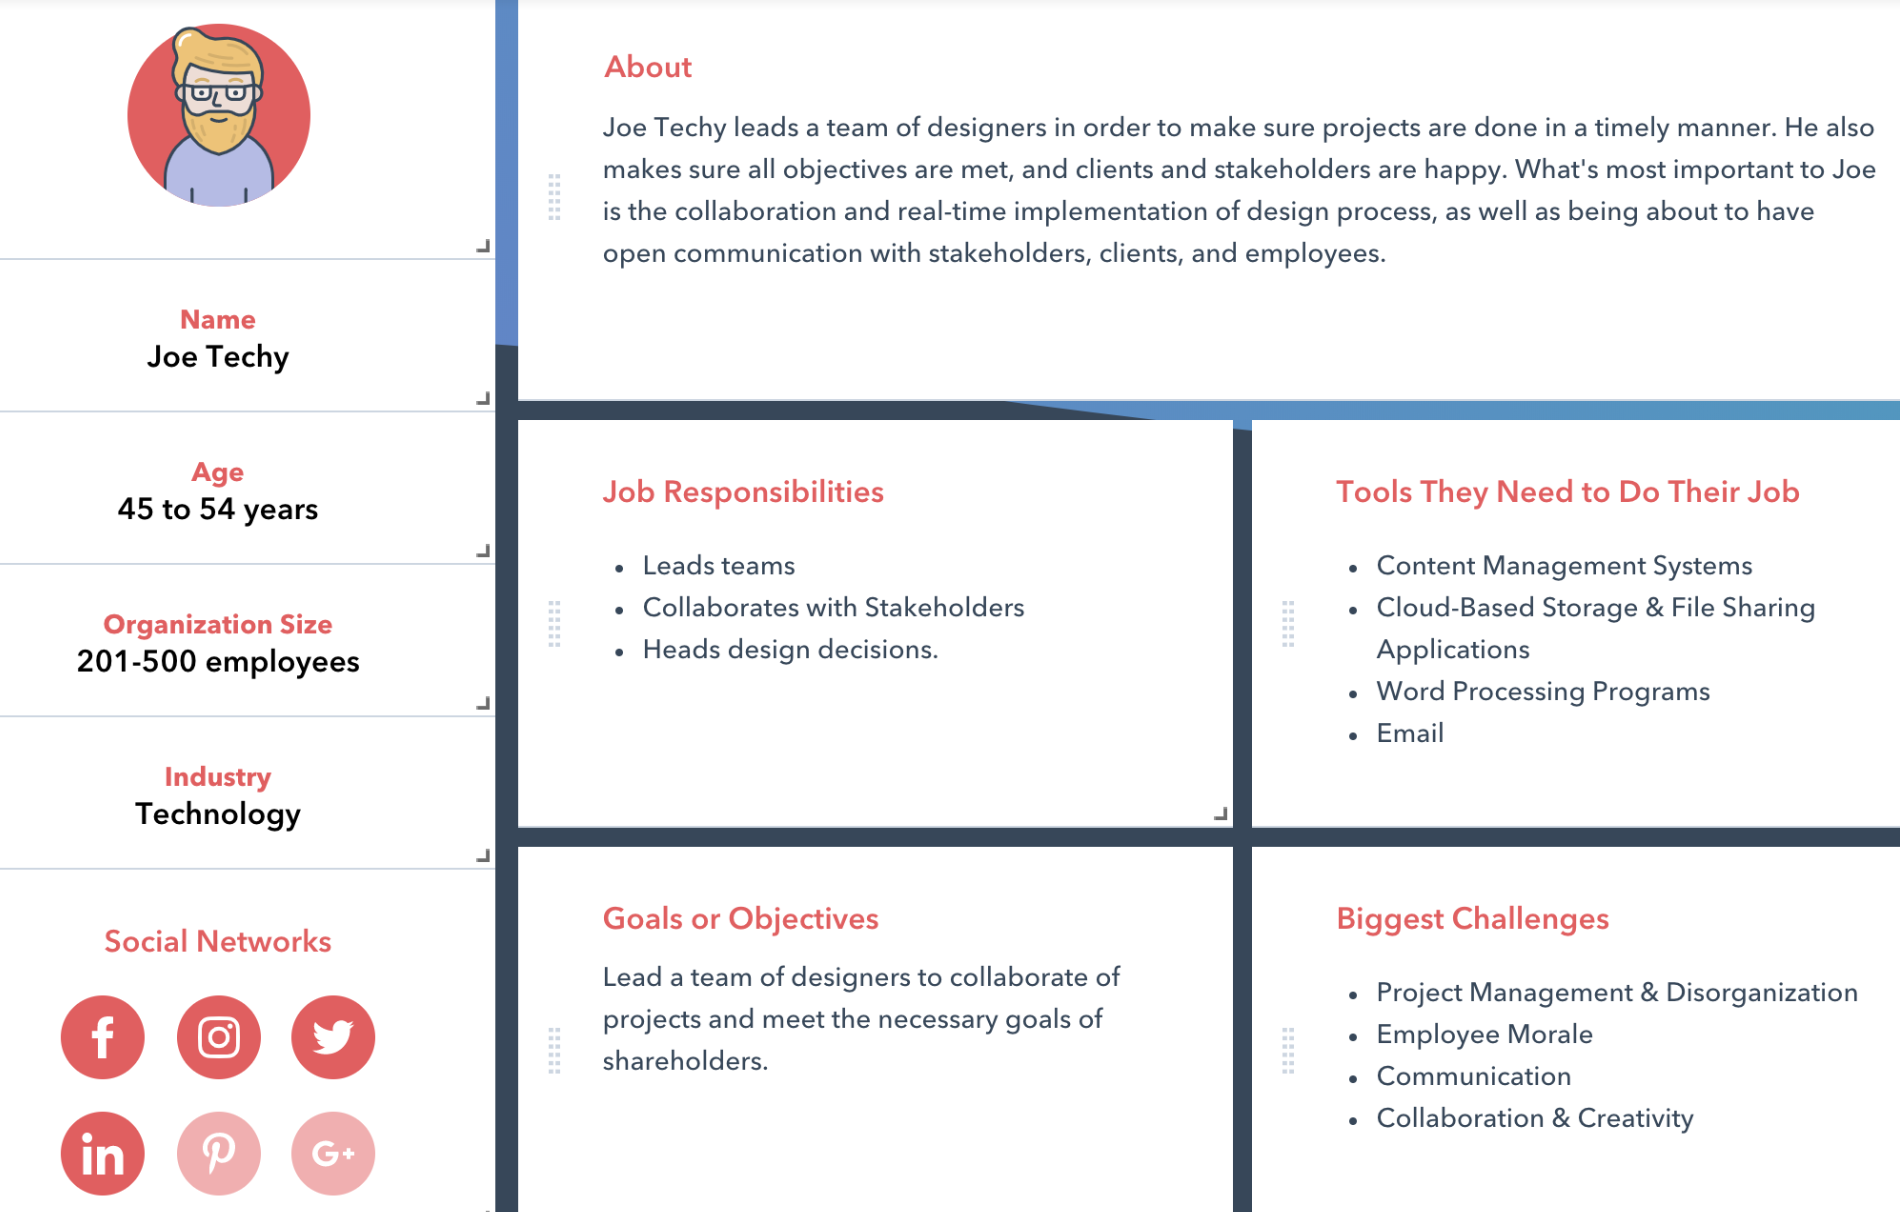 About
Joe Techy leads a team of designers in order to make sure projects are done in a timely manner. He also
makes sure all objectives are met, and clients and stakeholders are happy. What's most important to Joe
is the collaboration and real-time implementation of design process, as well as being about to have
open communication with stakeholders, clients, and employees.
Name
Joe Techy
Age
45 to 54 years
Organization Size
201-500 employees
Industry
Technology
Social Networks
f
in
G+
Job Responsibilities
• Leads teams
• Collaborates with Stakeholders
• Heads design decisions.
Tools They Need to Do Their Job
• Content Management Systems
• Cloud-Based Storage & File Sharing
Applications
• Word Processing Programs
• Email
Goals or Objectives
Lead a team of designers to collaborate of
projects and meet the necessary goals of
shareholders.
Biggest Challenges
• Project Management & Disorganization
• Employee Morale
• Communication
• Collaboration & Creativity